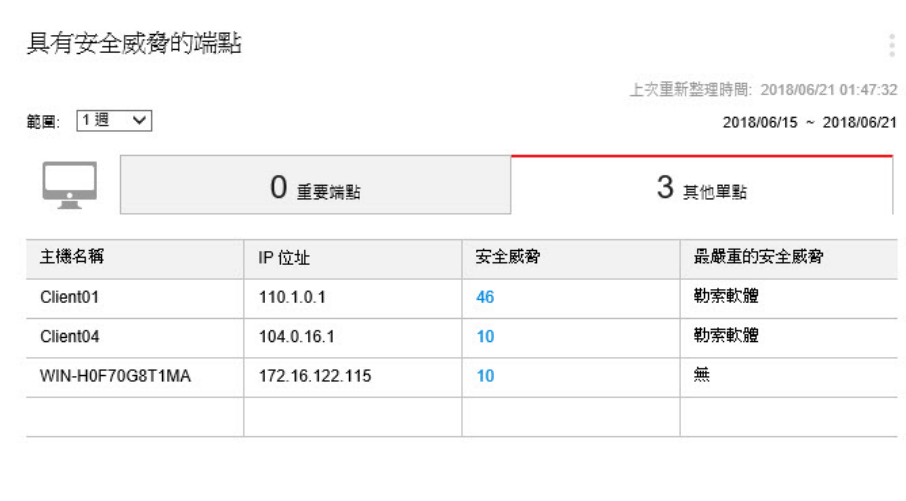 具有安全威脅的端點
上次重新整理時間: 2018/06/21 01:47:32
範圍: 1 週
2018/06/15 ~ 2018/06/21
0 重要端點
3 其他單點
主機名稱 IP 位址 安全威脅 最嚴重的安全威脅
Client01 110.1.0.1 46 勒索軟體
Client04 104.0.16.1 10 勒索軟體
WIN-H0F70G8T1MA 172.16.122.115 10 無